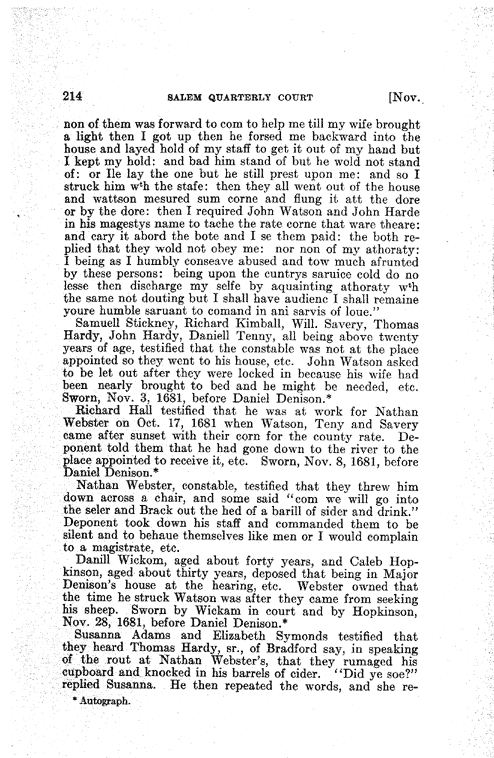 214 SALEM QUARTERLY COURT [Nov.
non of them was forward to com to help me till my wife brought
a light then I got up then he forsed me backward into the
house and layed hold of my staff to get it out of my hand but
I kept my hold: and bad him stand of but he wold not stand
of: or Ile lay the one but he still prest upon me: and so I
struck him wth the stafe: then they all went out of the house
and wattson mesured sum corne and flung it att the dore
or by the dore: then I required John Watson and John Harde
in his magestys name to tache the rate corne that ware theare:
and cary it abord the bote and I se them paid: the both re-
plied that they wold not obey me: nor non of my athoraty:
I being as I humbly conseave abused and tow much afrunted
by these persons: being upon the cuntrys saruice cold do no
lesse then discharge my selfe by aquainting athoraty wth
the same not douting but I shall have audienc I shall remaine
youre humble saruant to comand in ani sarvis of loue."
Samuell Stickney, Richard Kimball, Will. Savery, Thomas
Hardy, John Hardy, Daniell Tenny, all being above twenty
years of age, testified that the constable was not at the place
appointed so they went to his house, etc. John Watson asked
to be let out after they were locked in because his wife had
been nearly brought to bed and he might be needed, etc.
Sworn, Nov. 3, 1681, before Daniel Denison.*
Richard Hall testified that he was at work for Nathan
Webster on Oct. 17, 1681 when Watson, Teny and Savery
came after sunset with their corn for the county rate. De-
ponent told them that he had gone down to the river to the
place appointed to receive it, etc. Sworn, Nov. 8, 1681, before
Daniel Denison.*
Nathan Webster, constable, testified that they threw him
down across a chair, and some said "com we will go into
the seler and Brack out the hed of a barill of sider and drink."
Deponent took down his staff and commanded them to be
silent and to behaue themselves like men or I would complain
to a magistrate, etc.
Danill Wickom, aged about forty years, and Caleb Hop-
kinson, aged about thirty years, deposed that being in Major
Denison's house at the hearing, etc. Webster owned that
the time he struck Watson was after they came from seeking
his sheep. Sworn by Wickam in court and by Hopkinson,
Nov. 28, 1681, before Daniel Denison.*
Susanna Adams and Elizabeth Symonds testified that
they heard Thomas Hardy, sr., of Bradford say, in speaking
of the rout at Nathan Webster's, that they rumaged his
cupboard and knocked in his barrels of cider. "Did ye soe?"
replied Susanna. He then repeated the words, and she re-
* Autograph.